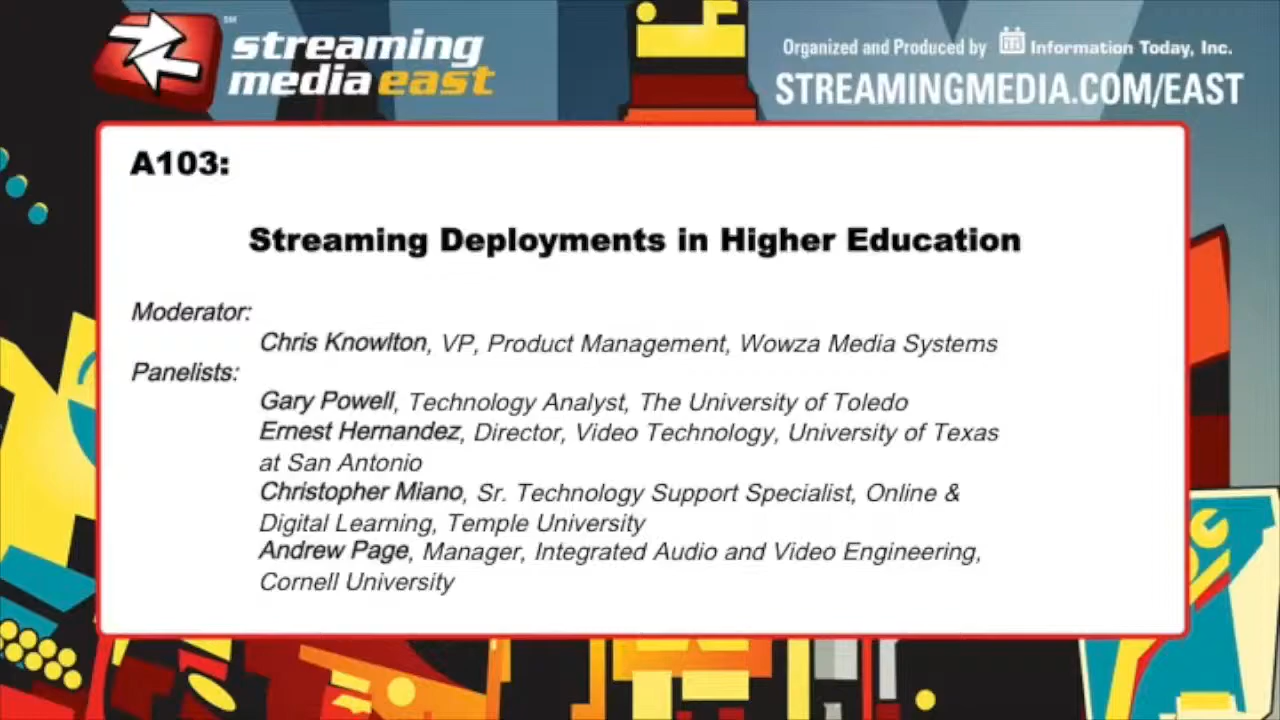 SM
streaming
media east
Organized and Produced by Information Today, Inc.
STREAMINGMEDIA.COM/EAST
A103:
Streaming Deployments in Higher Education
Moderator:
Chris Knowlton, VP, Product Management, Wowza Media Systems
Panelists:
Gary Powell, Technology Analyst, The University of Toledo
Ernest Hernandez, Director, Video Technology, University of Texas
at San Antonio
Christopher Miano, Sr. Technology Support Specialist, Online &
Digital Learning, Temple University
Andrew Page, Manager, Integrated Audio and Video Engineering,
Cornell University